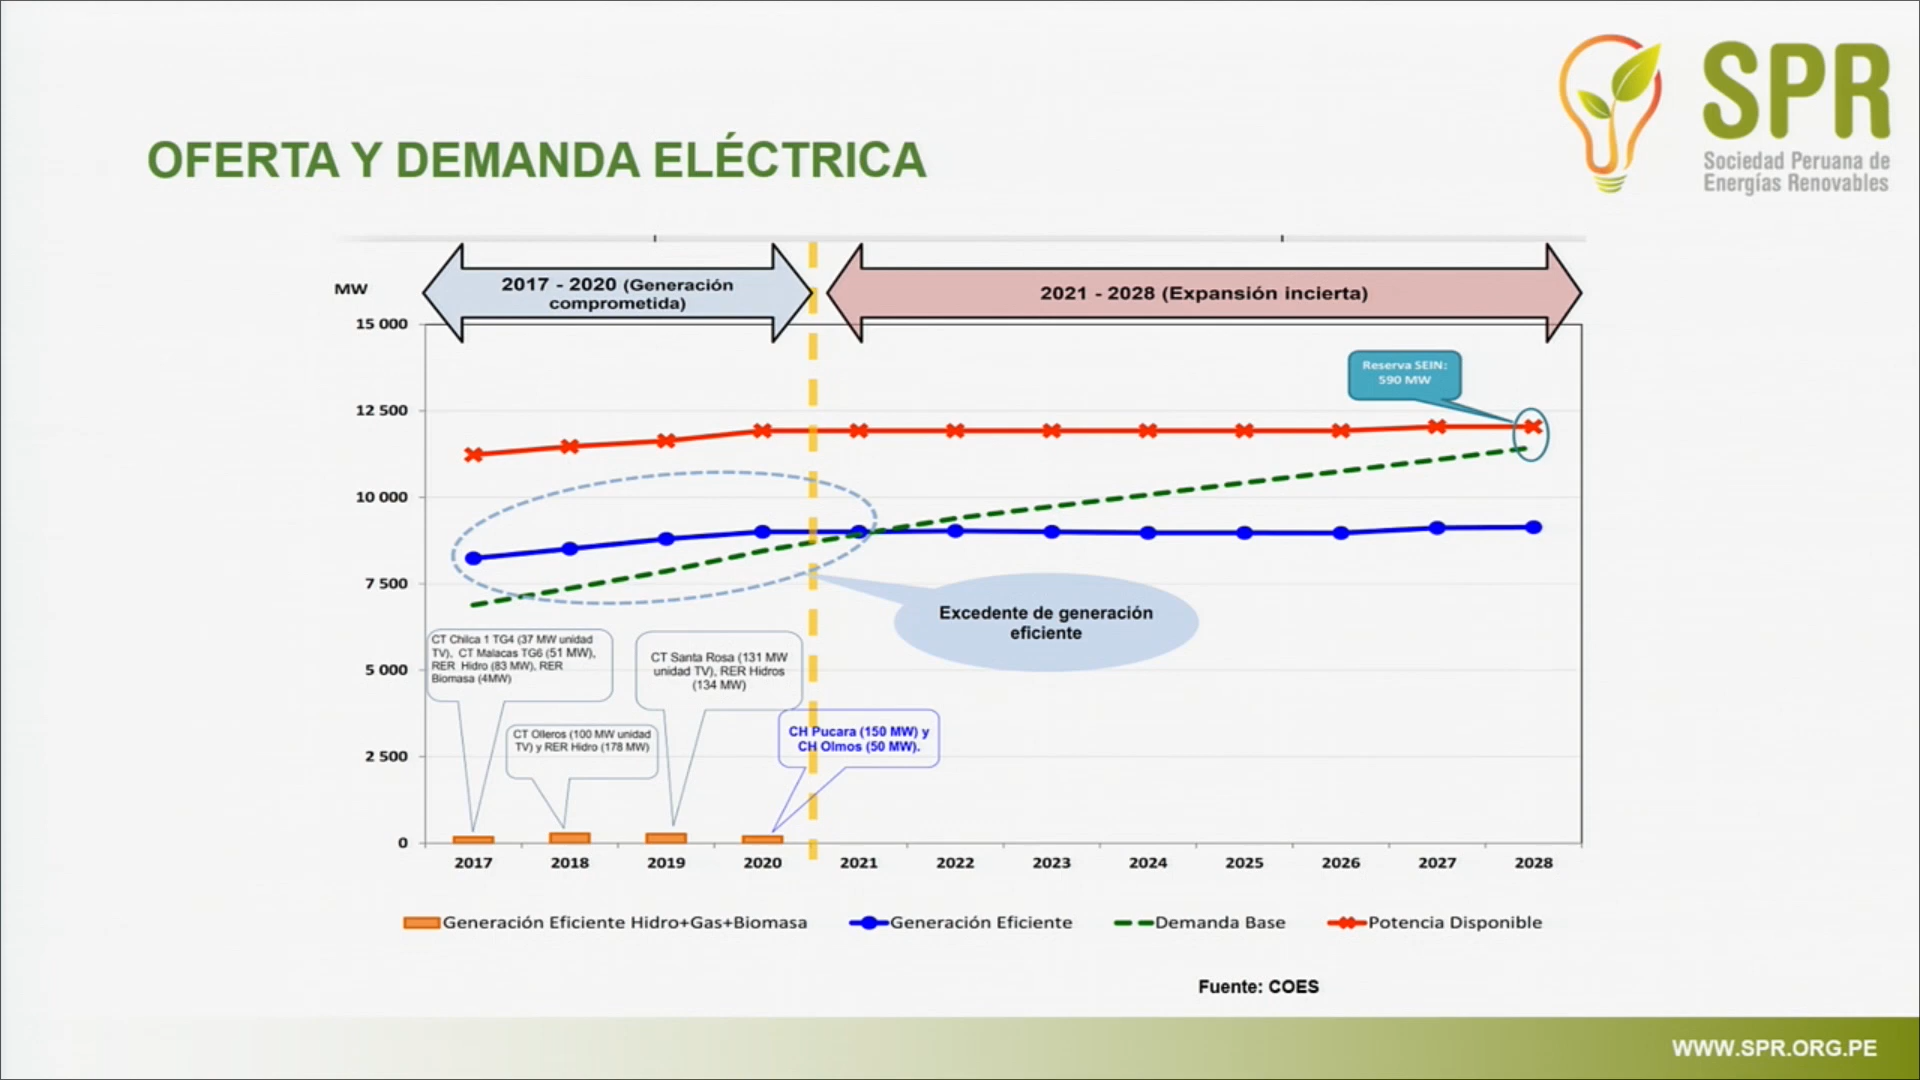 SPR
Sociedad Peruana de
Energías Renovables
OFERTA Y DEMANDA ELÉCTRICA
MW
2017 - 2020 (Generación
comprometida)
2021 - 2028 (Expansión incierta)
15 000
12 500
10 000
7 500
5 000
2 500
0
Reserva SEIN:
590 MW
Excedente de generación
eficiente
CT Chilca 1 TG4 (37 MW unidad
TV), CT Malacas TG6 (51 MW),
RER Hidro (83 MW), RER
Biomasa (4MW)
CT Santa Rosa (131 MW
unidad TV), RER Hidros
(134 MW)
CT Olleros (100 MW unidad
TV) y RER Hidro (178 MW)
CH Pucara (150 MW) y
CH Olmos (50 MW).
2017 2018 2019 2020 2021 2022 2023 2024 2025 2026 2027 2028
Generación Eficiente Hidro+Gas+Biomasa Generación Eficiente Demanda Base Potencia Disponible
Fuente: COES
WWW.SPR.ORG.PE